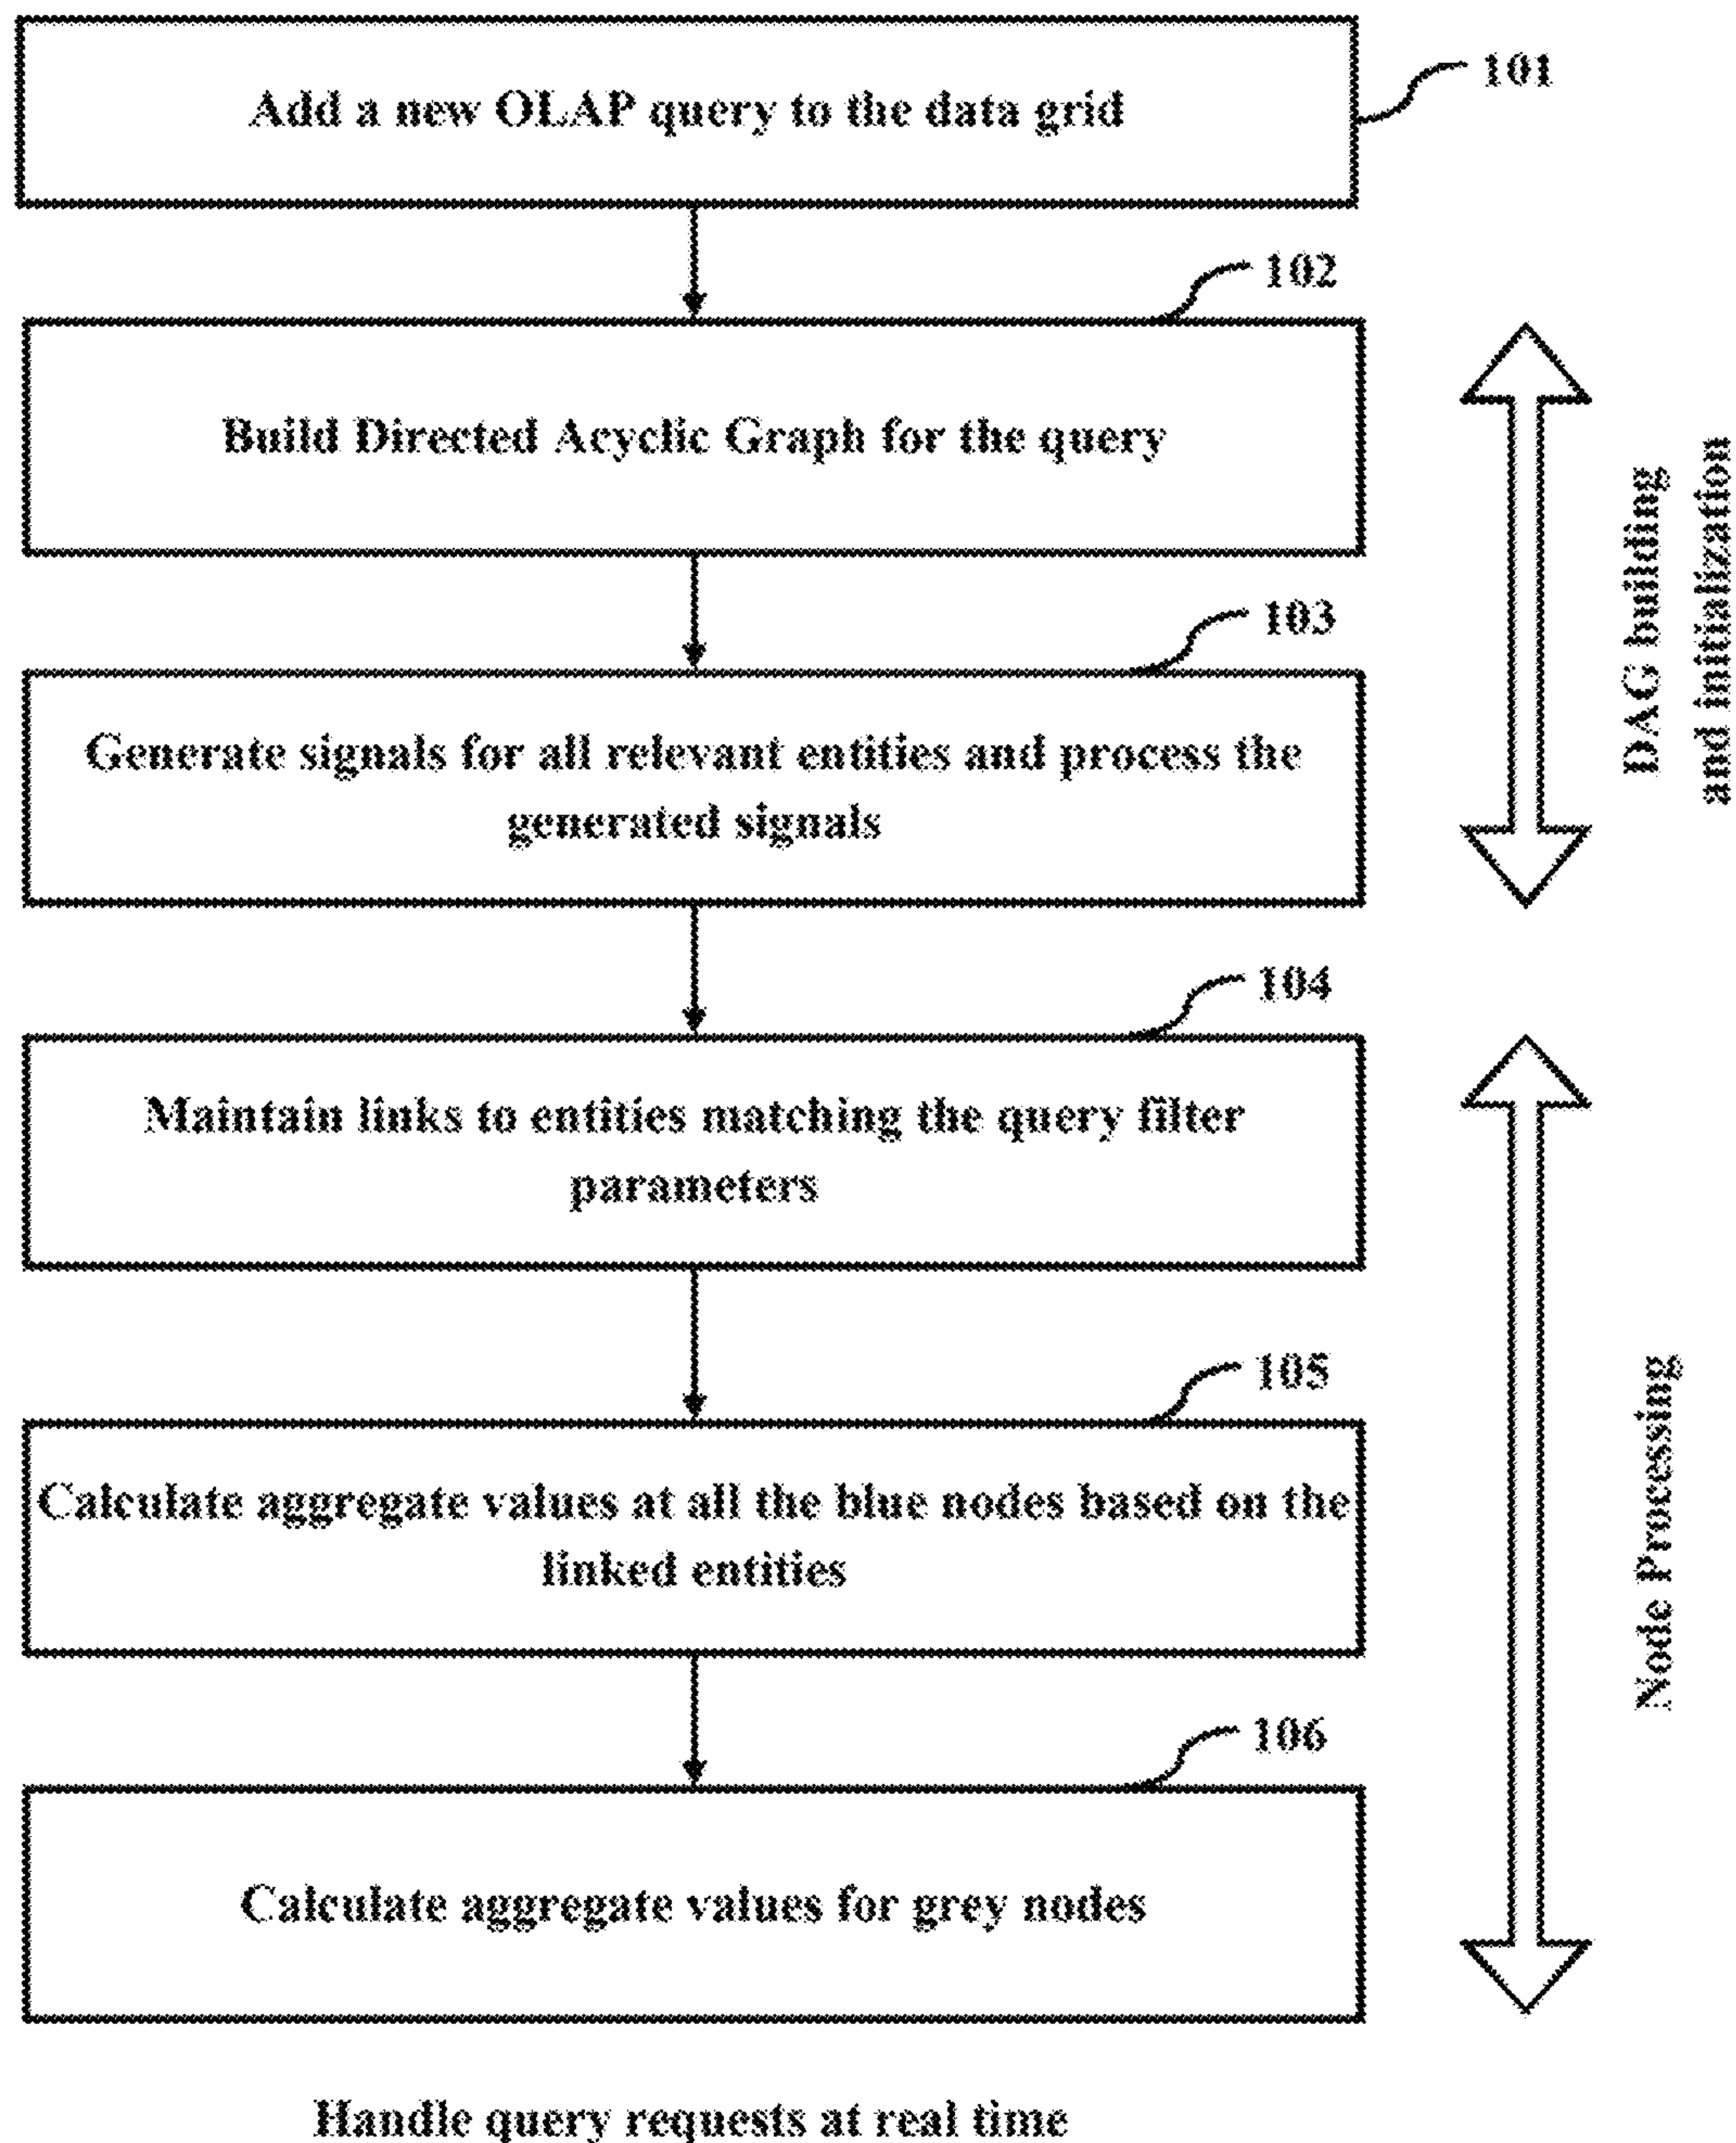 Add a new OLAP query to the data grid
101
102
Build Directed Acyclic Graph for the query
103
Generate signals for all relevant entities and process the
generated signals
DAG building
and initialization
104
Maintain links to entities matching the query filter
parameters
105
Calculate aggregate values at all the blue nodes based on the
linked entities
106
Calculate aggregate values for grey nodes
Node Processing
Handle query requests at real time